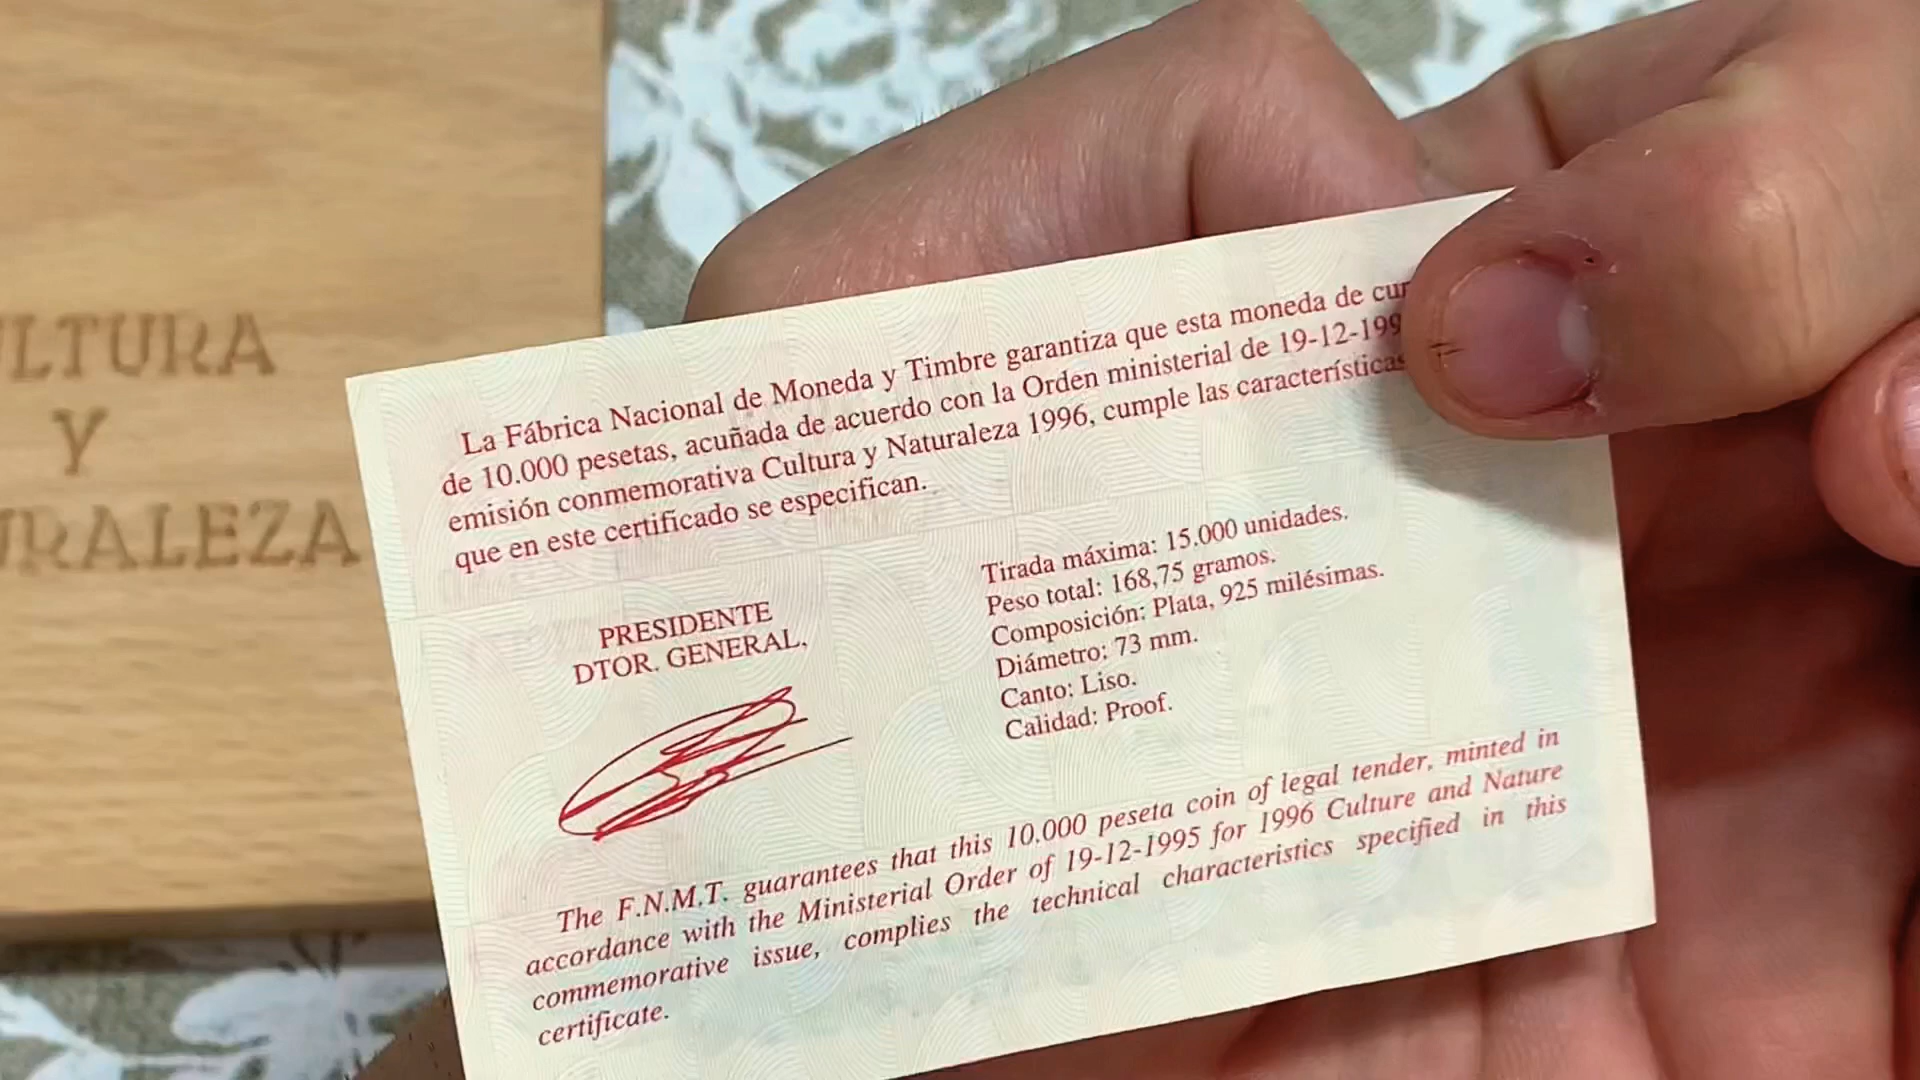 LTURA
Y
RALEZA
La Fábrica Nacional de Moneda y Timbre garantiza que esta moneda de cur
de 10.000 pesetas, acuñada de acuerdo con la Orden ministerial de 19-12-199
emisión conmemorativa Cultura y Naturaleza 1996, cumple las características
que en este certificado se especifican.
PRESIDENTE
DTOR. GENERAL,
Tirada máxima: 15.000 unidades.
Peso total: 168,75 gramos.
Composición: Plata, 925 milésimas.
Diámetro: 73 mm.
Canto: Liso.
Calidad: Proof.
The F.N.M.T. guarantees that this 10.000 peseta coin of legal tender, minted in
accordance with the Ministerial Order of 19-12-1995 for 1996 Culture and Nature
commemorative issue, complies the technical characteristics specified in this
certificate.